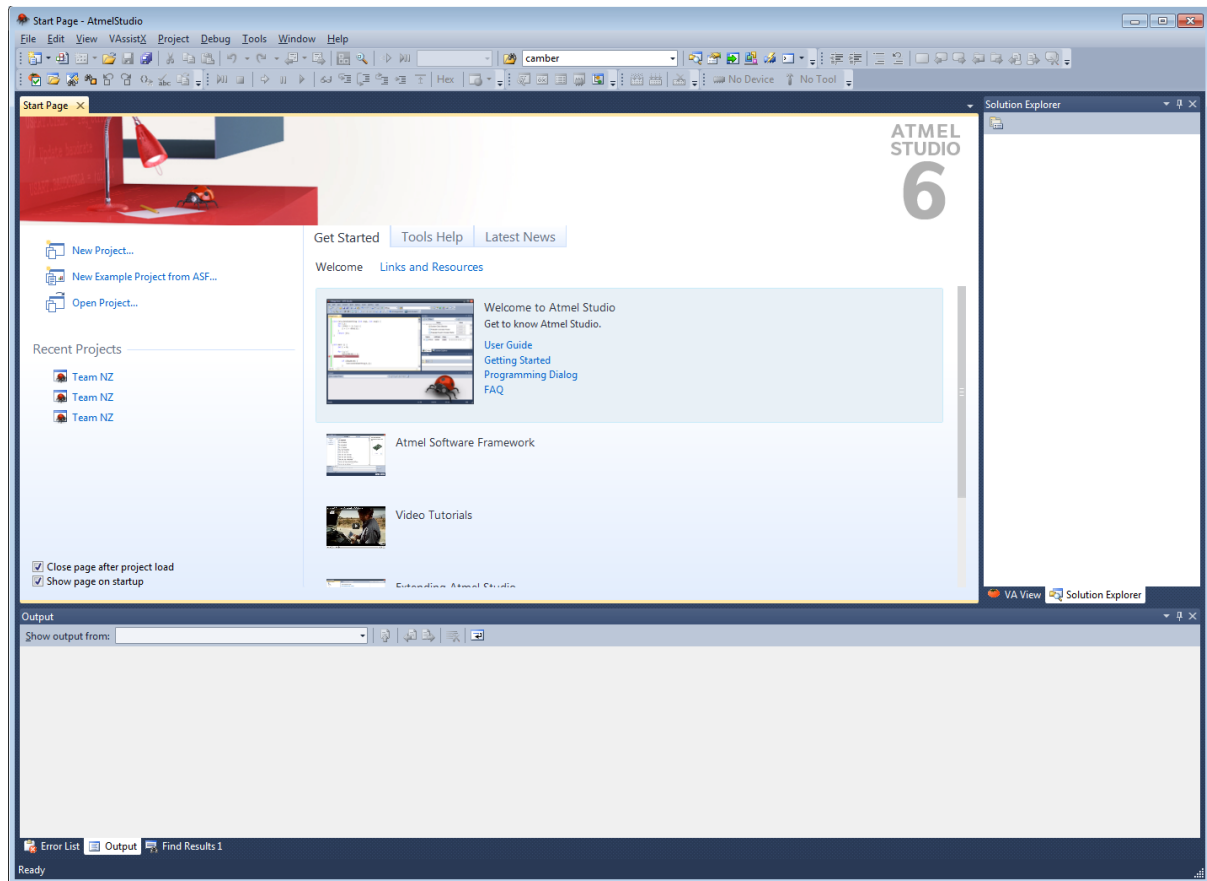 Start Page - AtmelStudio
File Edit View VAssistX Project Debug Tools Window Help
camber
Hex No Device No Tool
Start Page
Solution Explorer
ATMEL
STUDIO
6
Get Started Tools Help Latest News
New Project...
Welcome Links and Resources
New Example Project from ASF...
Open Project...
Welcome to Atmel Studio
Get to know Atmel Studio.
User Guide
Getting Started
Programming Dialog
FAQ
Recent Projects
Team NZ
Team NZ
Team NZ
Atmel Software Framework
Video Tutorials
Extending Atmel Studio
Close page after project load
Show page on startup
VA View Solution Explorer
Output
Show output from:
Error List Output Find Results 1
Ready